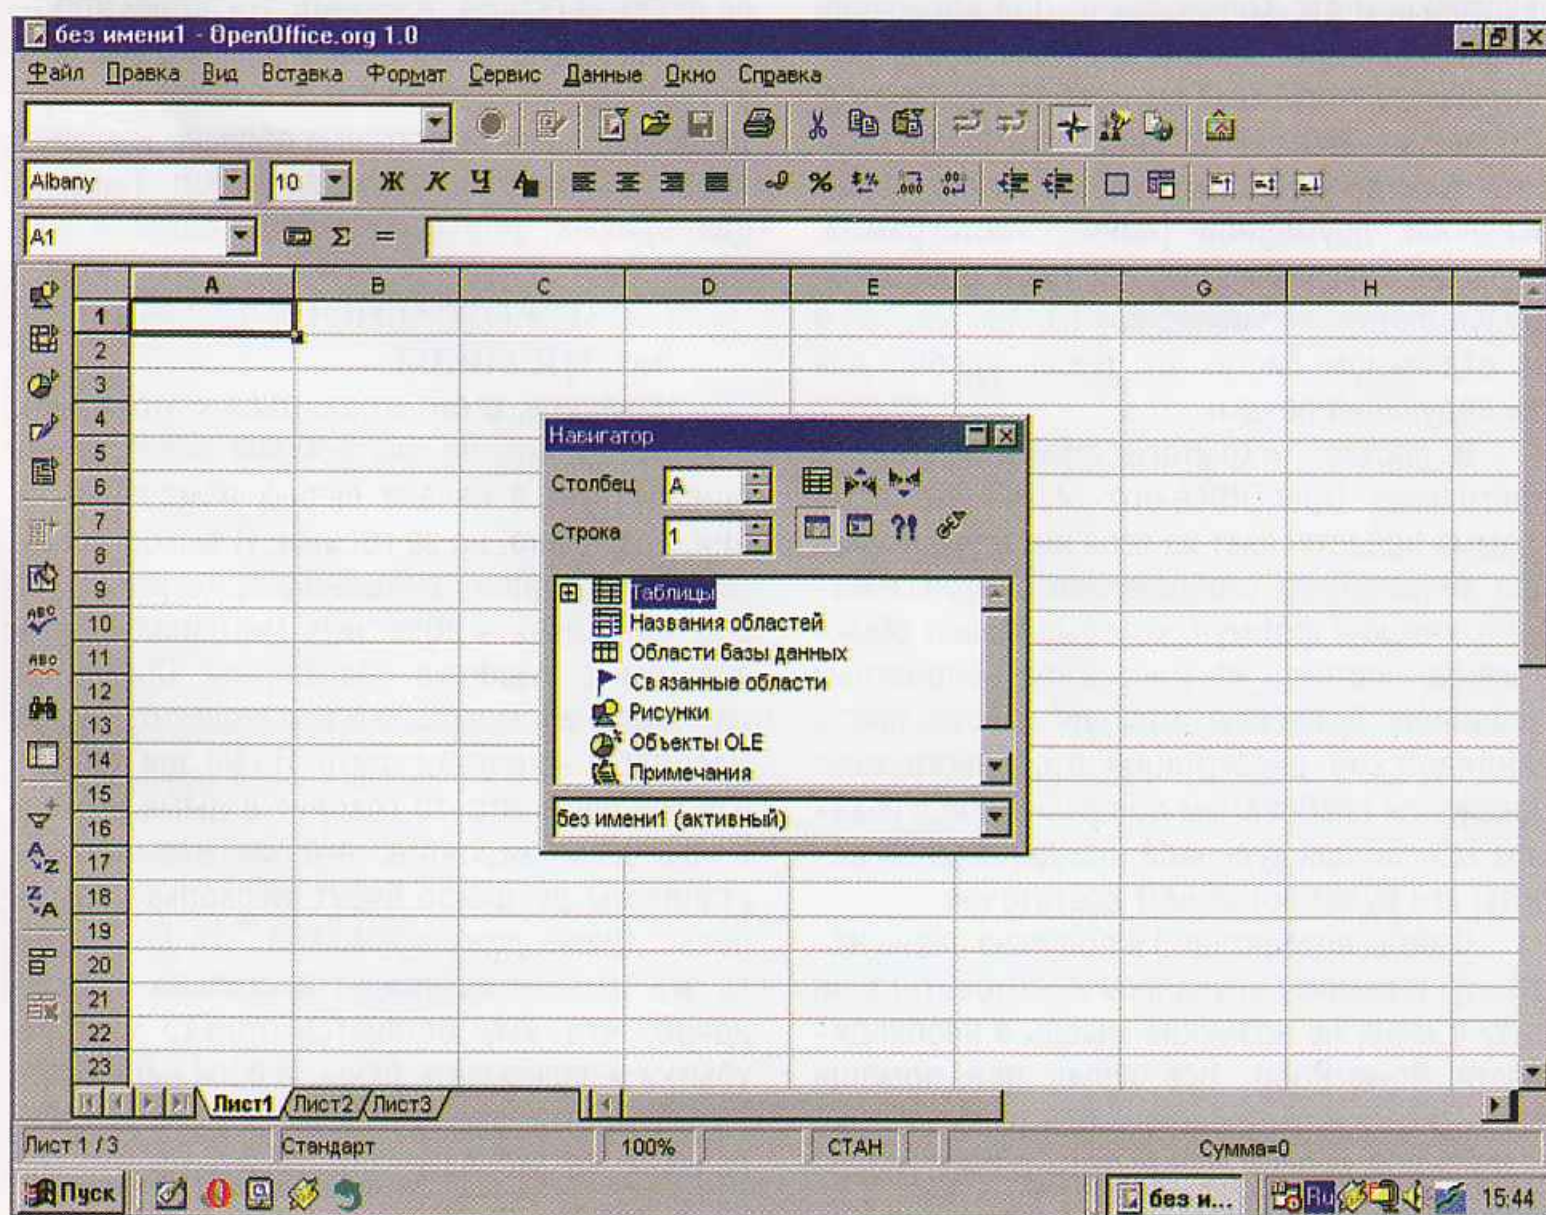 без имени1 - OpenOffice.org 1.0
Файл Правка Вид Вставка Формат Сервис Данные Окно Справка
Albany 10 Ж К Ч A
A1 Σ =
A B C D E F G H
1
2
3
4
5
6
7
8
9
10
11
12
13
14
15
16
17
18
19
20
21
22
23
Навигатор
Столбец A
Строка 1
Таблицы
Названия областей
Области базы данных
Связанные области
Рисунки
Объекты OLE
Примечания
без имени1 (активный)
Лист1 Лист2 Лист3
Лист 1 / 3 Стандарт 100% СТАН Сумма=0
Пуск без и... Ru 15:44